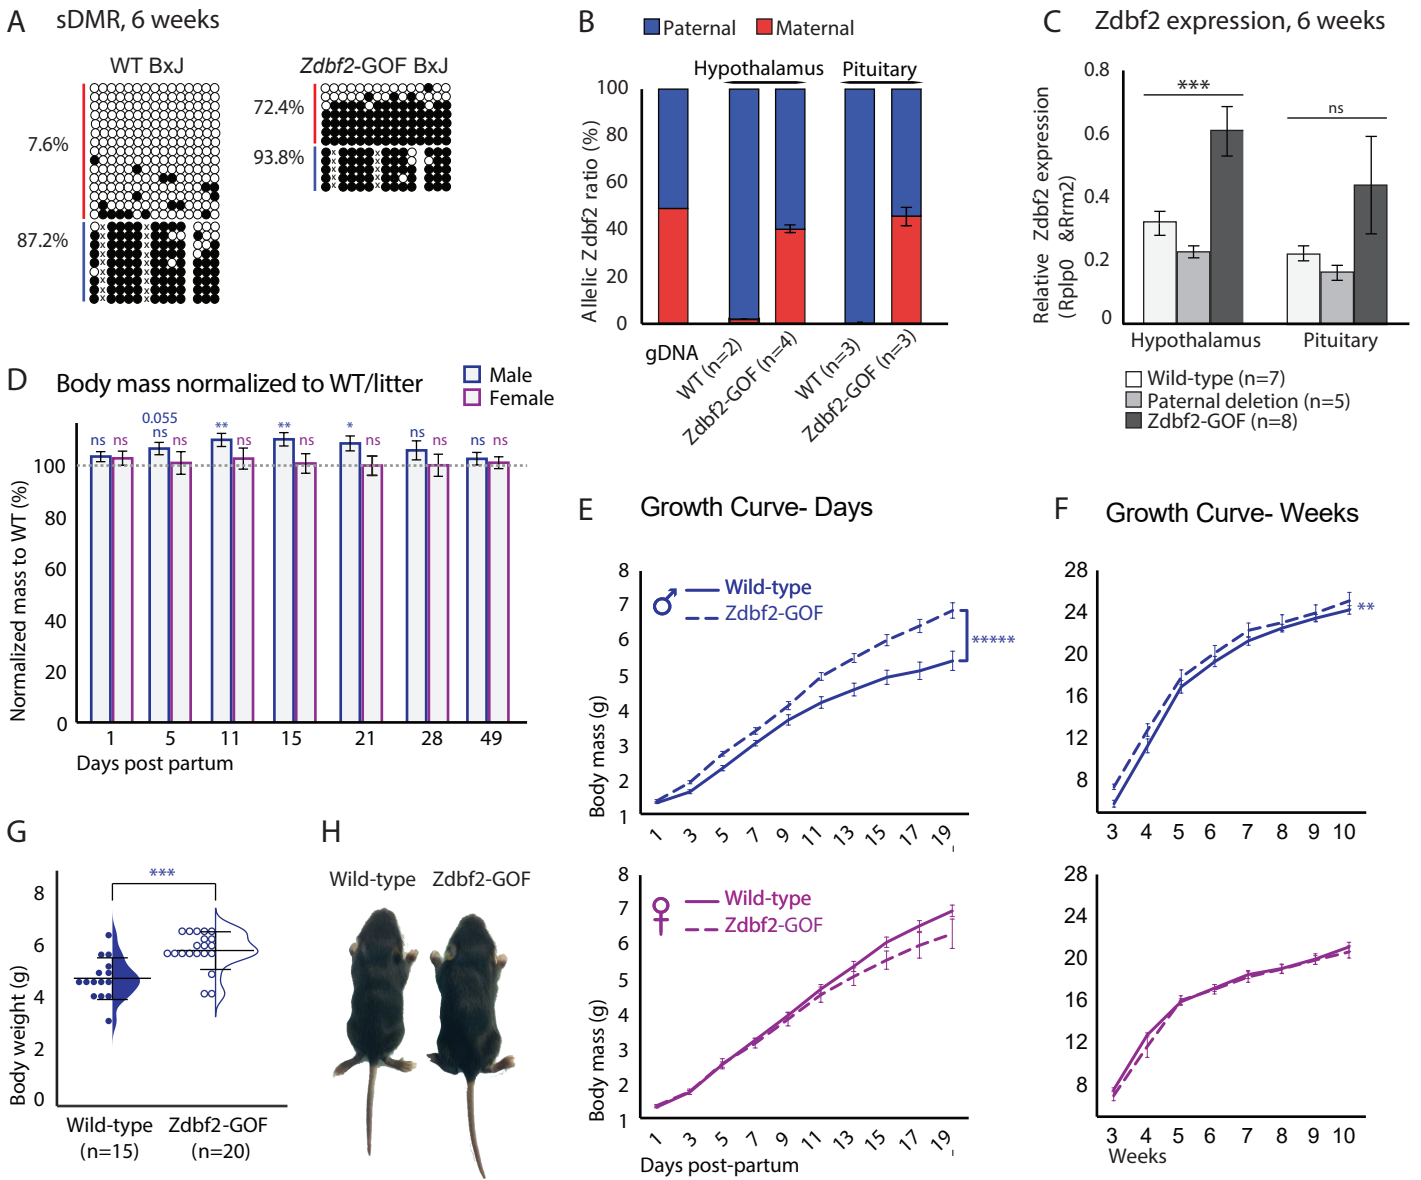 A sDMR, 6 weeks
WT BxJ
Zdbf2-GOF BxJ
7.6%
87.2%
72.4%
93.8%
B
Paternal Maternal
Hypothalamus Pituitary
Allelic Zdbf2 ratio (%)
100
80
60
40
20
0
gDNA
WT (n=2)
Zdbf2-GOF (n=4)
WT (n=3)
Zdbf2-GOF (n=3)
C Zdbf2 expression, 6 weeks
Relative Zdbf2 expression
(Rplp0 &Rrm2)
0.8
0.6
0.4
0.2
0
***
ns
Hypothalamus Pituitary
Wild-type (n=7)
Paternal deletion (n=5)
Zdbf2-GOF (n=8)
D Body mass normalized to WT/litter
Male
Female
Normalized mass to WT (%)
0.055
ns ns ns ns ** ns ** ns * ns ns ns ns ns
100
80
60
40
20
0
1 5 11 15 21 28 49
Days post partum
E Growth Curve- Days
Body mass (g)
8
7
6
5
4
3
2
1
Wild-type
Zdbf2-GOF
*****
1 3 5 7 9 11 13 15 17 19
Body mass (g)
8
7
6
5
4
3
2
1
Wild-type
Zdbf2-GOF
1 3 5 7 9 11 13 15 17 19
Days post-partum
F Growth Curve- Weeks
28
24
20
16
12
8
**
3 4 5 6 7 8 9 10
28
24
20
16
12
8
3 4 5 6 7 8 9 10
Weeks
G
Body weight (g)
8
6
4
2
0
***
Wild-type Zdbf2-GOF
(n=15) (n=20)
H
Wild-type Zdbf2-GOF